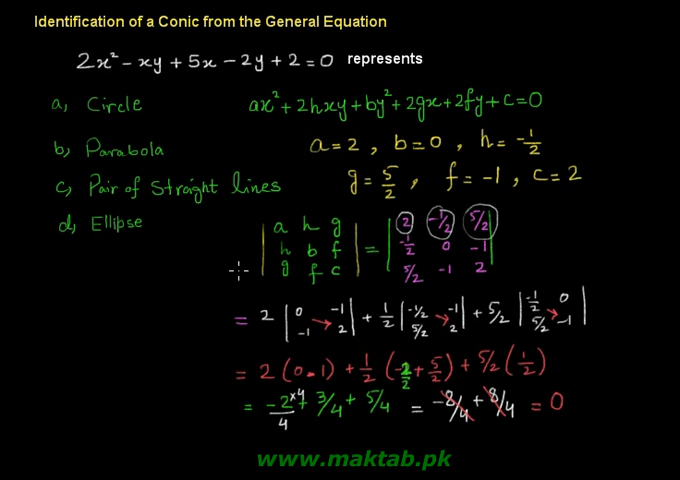 Identification of a Conic from the General Equation
2x² - xy + 5x - 2y + 2 = 0 represents
a, Circle
ax² + 2hxy + by² + 2gx + 2fy + c = 0
b, Parabola
a = 2 , b = 0 , h = -1/2
c, Pair of Straight lines
g = 5/2 , f = -1 , c = 2
d, Ellipse
| a h g | = | 2 -1/2 5/2 |
| h b f | | -1/2 0 -1 |
| g f c | | 5/2 -1 2 |
= 2 | 0 -1 | + 1/2 | -1/2 -1 | + 5/2 | -1/2 0 |
| -1 2 | | 5/2 2 | | 5/2 -1 |
= 2 (0 - 1) + 1/2 (-2/2 + 5/2) + 5/2 (1/2)
= -2×4/4 + 3/4 + 5/4 = -8/4 + 8/4 = 0
www.maktab.pk